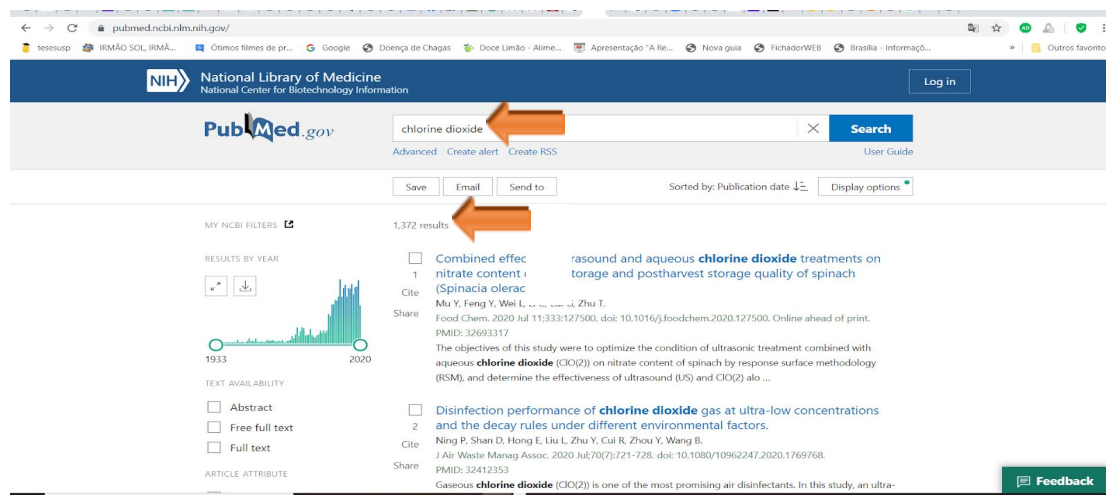 pubmed.ncbi.nlm.nih.gov/
tesesusp IRMÃO SOL, IRMÃ... Ótimos filmes de pr... Google Doença de Chagas Doce Limão - Alime... Apresentação "A Re... Nova guia FichadorWEB Brasília - Informaçõ... » Outros favorito
NIH National Library of Medicine
National Center for Biotechnology Information
Log in
PubMed.gov
chlorine dioxide
Search
Advanced Create alert Create RSS
User Guide
Save Email Send to
Sorted by: Publication date
Display options
MY NCBI FILTERS
1,372 results
RESULTS BY YEAR
1933 2020
TEXT AVAILABILITY
Abstract
Free full text
Full text
ARTICLE ATTRIBUTE
1
Cite
Share
Combined effec rasound and aqueous chlorine dioxide treatments on
nitrate content torage and postharvest storage quality of spinach
(Spinacia olerac
Mu Y, Feng Y, Wei L, Zhu T.
Food Chem. 2020 Jul 11;333:127500. doi: 10.1016/j.foodchem.2020.127500. Online ahead of print.
PMID: 32693317
The objectives of this study were to optimize the condition of ultrasonic treatment combined with
aqueous chlorine dioxide (ClO(2)) on nitrate content of spinach by response surface methodology
(RSM), and determine the effectiveness of ultrasound (US) and ClO(2) alo ...
2
Cite
Share
Disinfection performance of chlorine dioxide gas at ultra-low concentrations
and the decay rules under different environmental factors.
Ning P, Shan D, Hong E, Liu L, Zhu Y, Cui R, Zhou Y, Wang B.
J Air Waste Manag Assoc. 2020 Jul;70(7):721-728. doi: 10.1080/10962247.2020.1769768.
PMID: 32412353
Gaseous chlorine dioxide (ClO(2)) is one of the most promising air disinfectants. In this study, an ultra-
Feedback